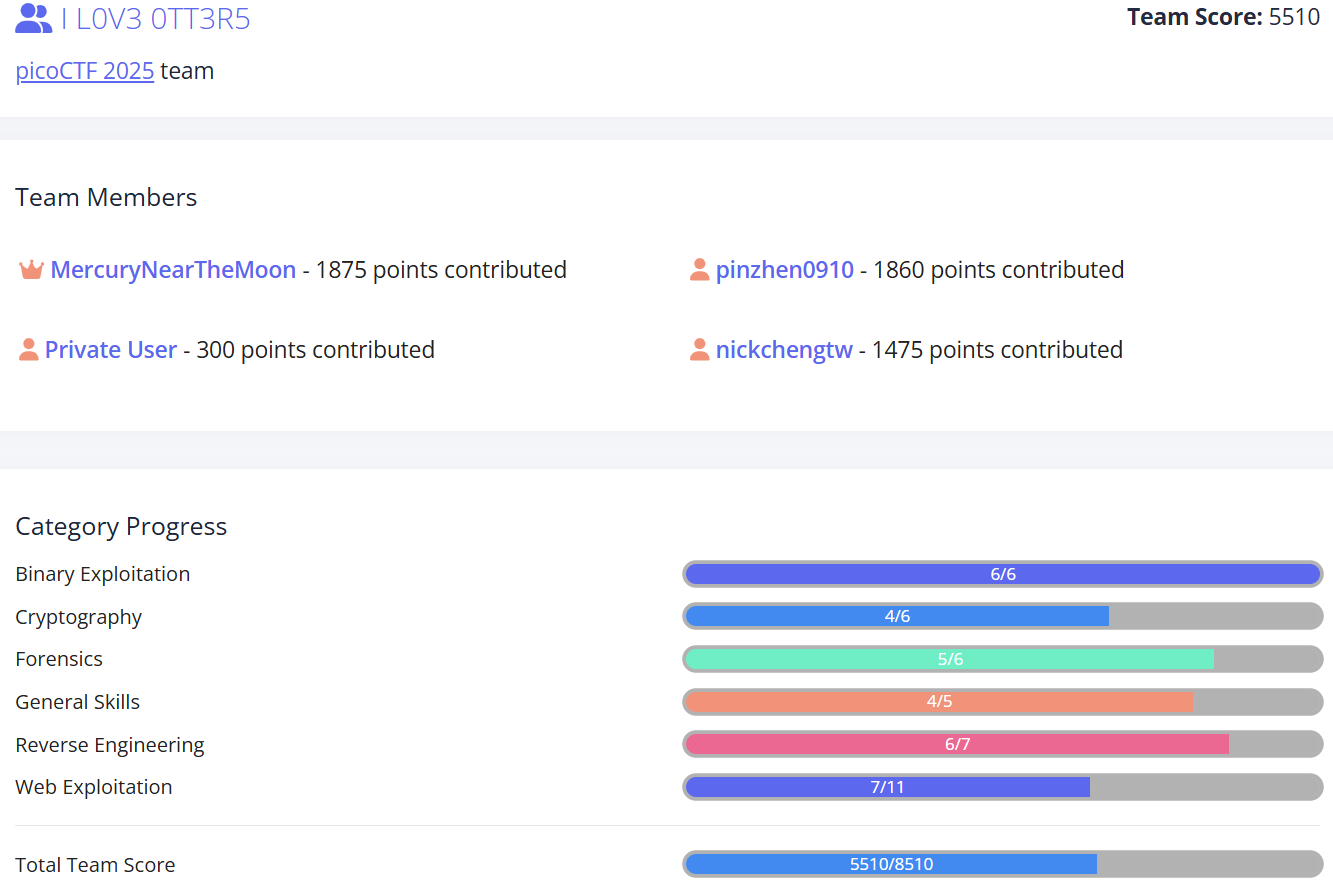 I L0V3 0TT3R5
Team Score: 5510
picoCTF 2025 team
Team Members
MercuryNearTheMoon - 1875 points contributed
pinzhen0910 - 1860 points contributed
Private User - 300 points contributed
nickchengtw - 1475 points contributed
Category Progress
Binary Exploitation 6/6
Cryptography 4/6
Forensics 5/6
General Skills 4/5
Reverse Engineering 6/7
Web Exploitation 7/11
Total Team Score 5510/8510